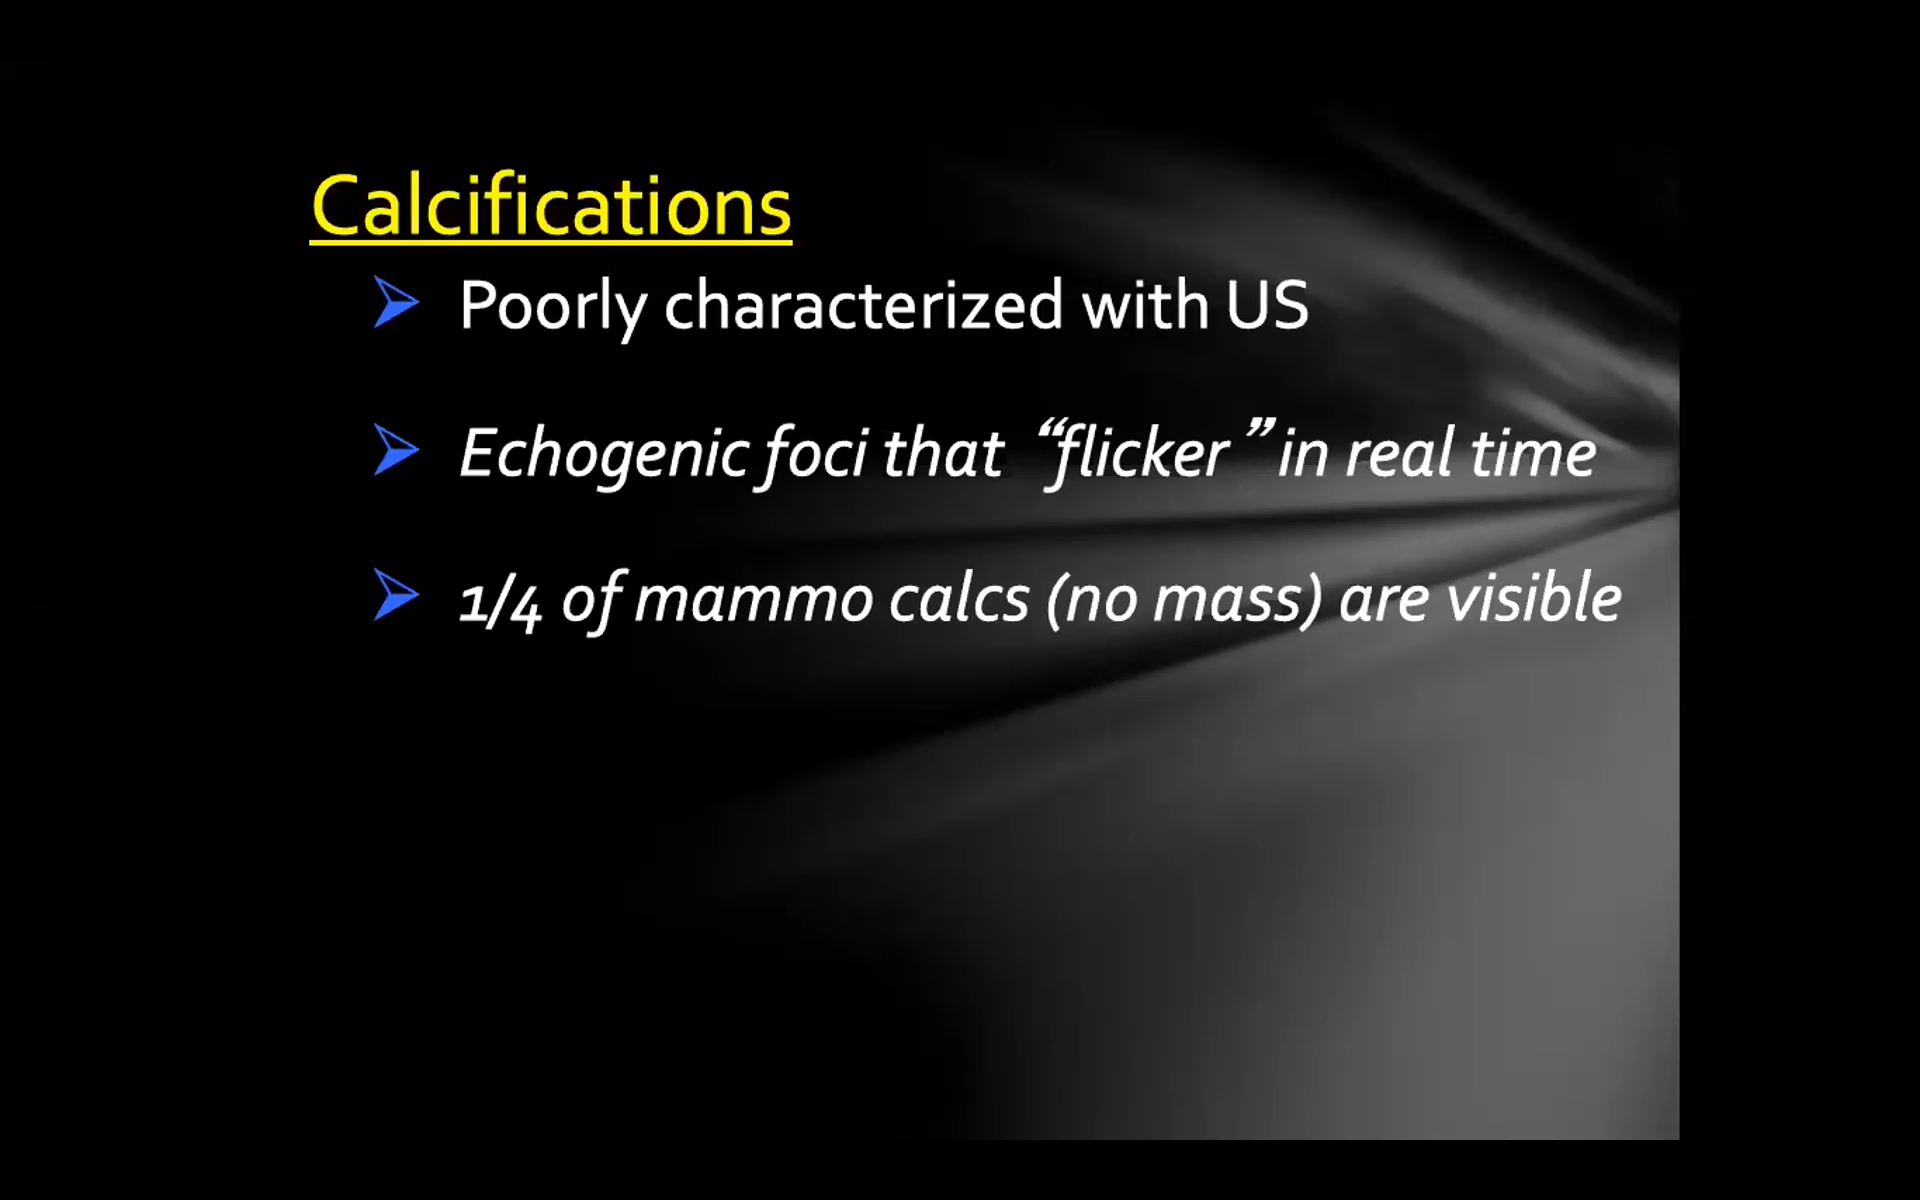 Calcifications
Poorly characterized with US
Echogenic foci that “flicker” in real time
1/4 of mammo calcs (no mass) are visible